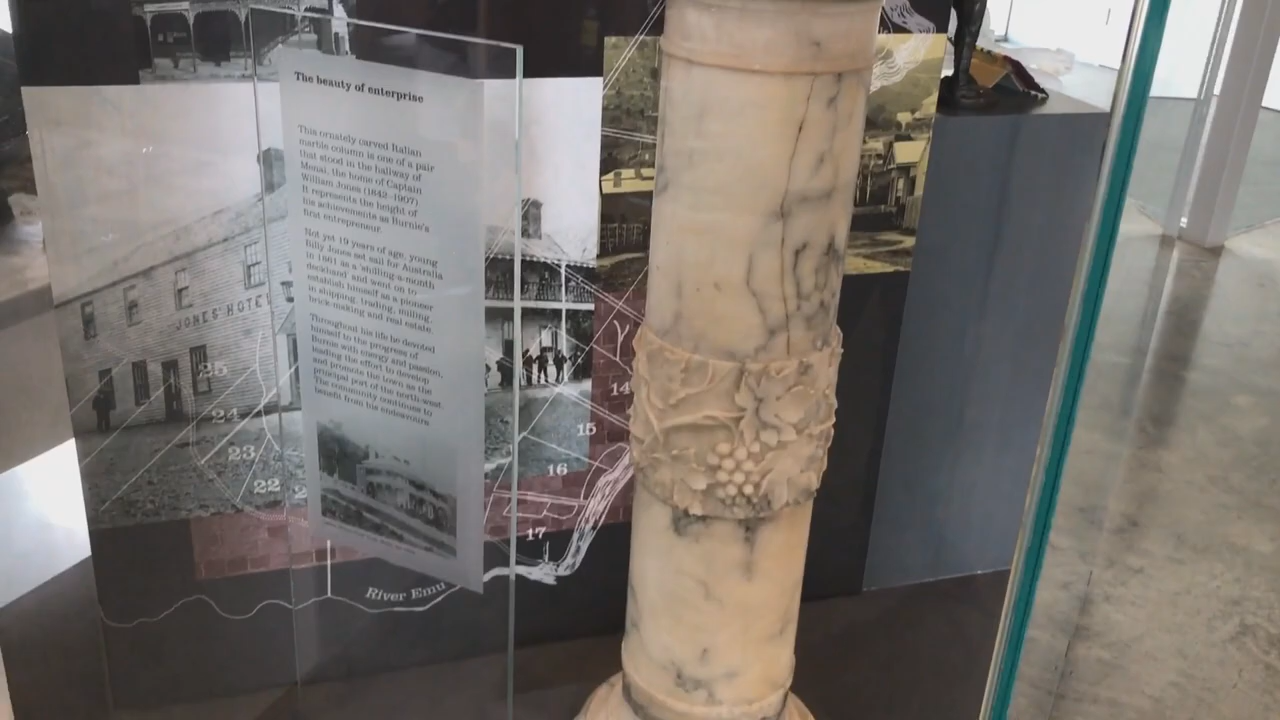 The beauty of enterprise
This ornately carved Italian
marble column is one of a pair
that stood in the hallway of
Menai, the home of Captain
William Jones (1842–1907)
It represents the height of
his achievements as Burnie's
first entrepreneur.
Not yet 19 years of age, young
Billy Jones set sail for Australia
in 1861 as a 'shilling-a-month
deckhand' and went on to
establish himself as a pioneer
in shipping, trading, milling,
brick-making and real estate.
Throughout his life he devoted
himself to the progress of
Burnie with energy and passion,
leading the effort to develop
and promote the town as the
principal port of the north-west.
The community continues to
benefit from his endeavours
JONES' HOTEL
25
24
23
22
14
15
16
17
River Emu